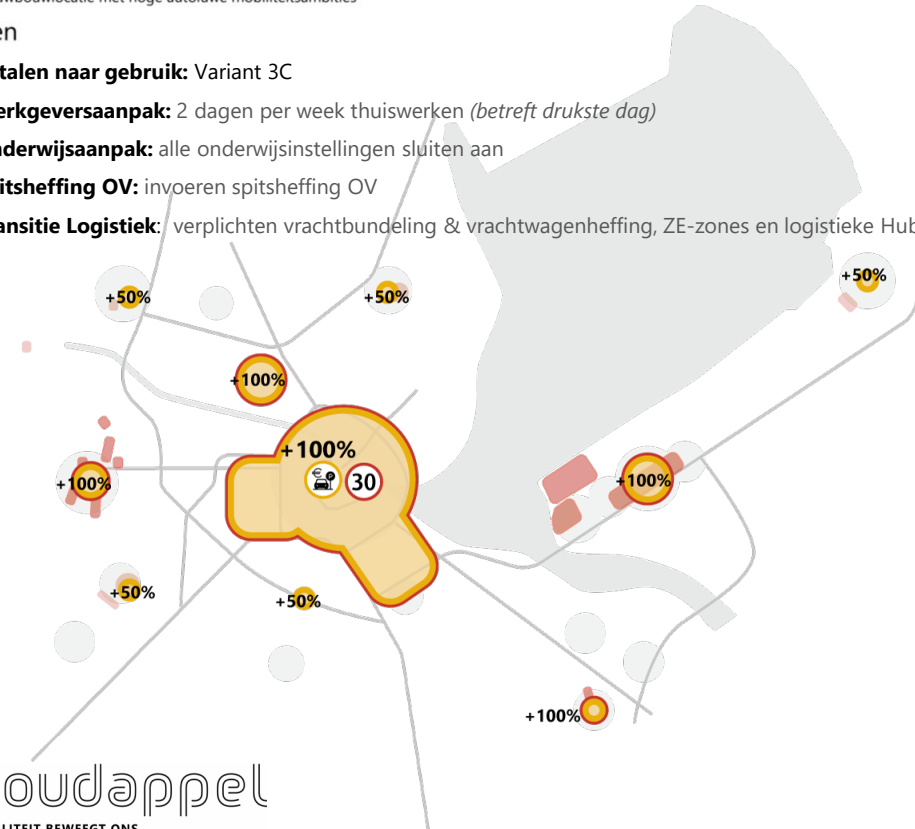 en
talen naar gebruik: Variant 3C
erkgeversaanpak: 2 dagen per week thuiswerken (betreft drukste dag)
nderwijsaanpak: alle onderwijsinstellingen sluiten aan
itsheffing OV: invoeren spitsheffing OV
ansitie Logistiek: verplichten vrachtbundeling & vrachtwagenheffing, ZE-zones en logistieke Hub
+50%
+50%
+50%
+100%
+100%
€ P 30
+100%
+100%
+50%
+50%
+100%
oudappel
LITEIT BEWEEGT ONS